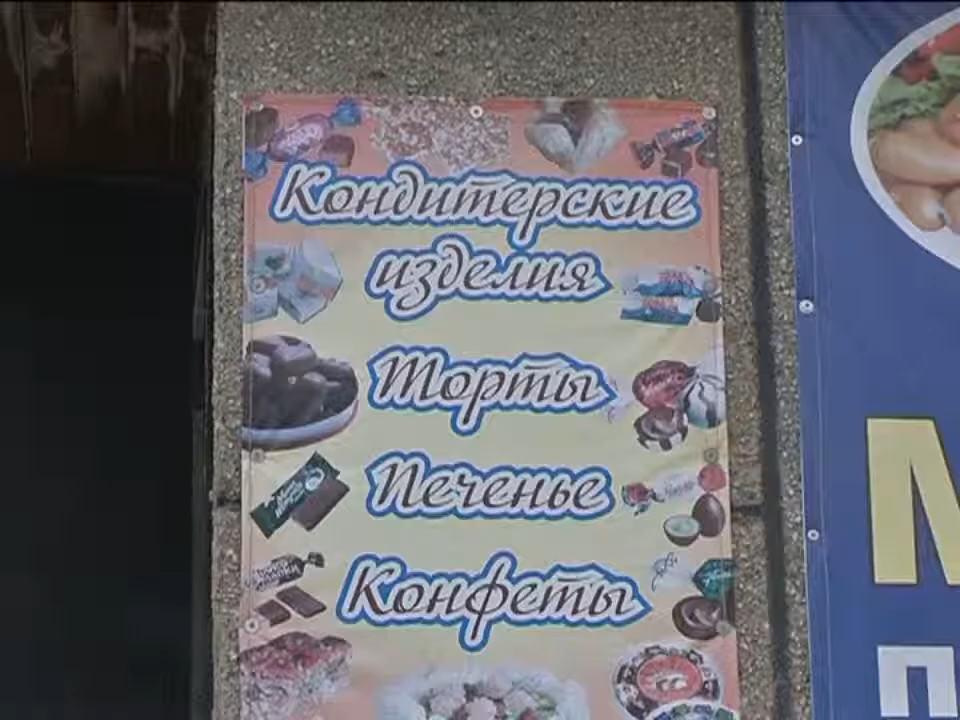 Кондитерские
изделия
Торты
Печенье
Конфеты
М
П